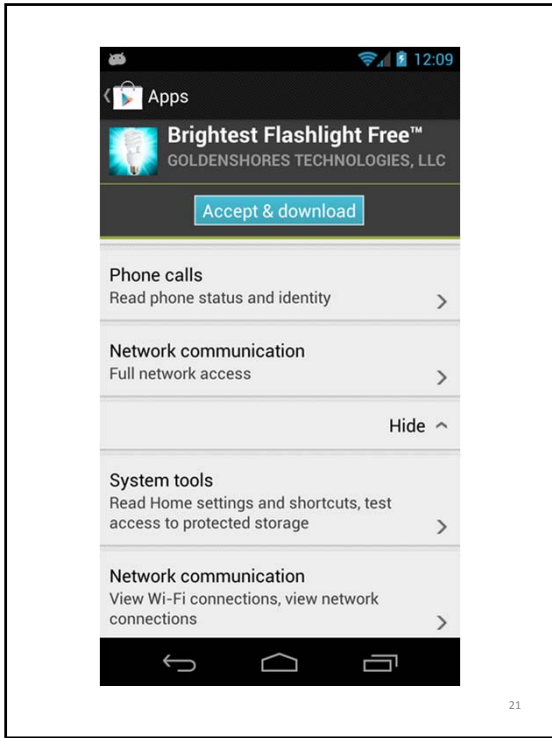 12:09
Apps
Brightest Flashlight Free™
GOLDENSHORES TECHNOLOGIES, LLC
Accept & download
Phone calls
Read phone status and identity
Network communication
Full network access
Hide
System tools
Read Home settings and shortcuts, test
access to protected storage
Network communication
View Wi-Fi connections, view network
connections
21